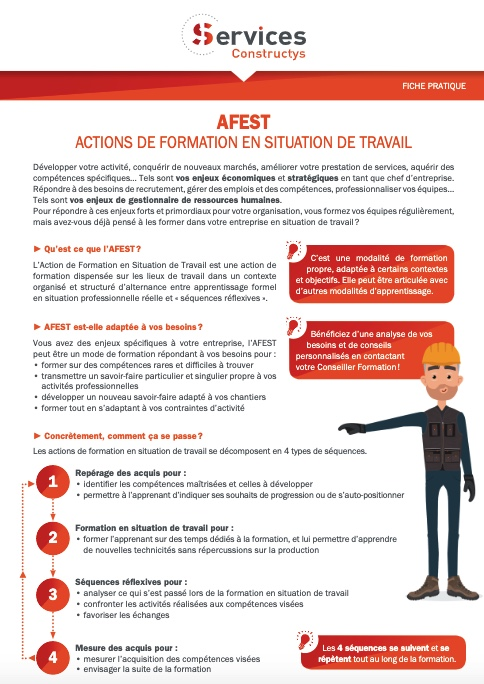 Services
Constructys
FICHE PRATIQUE
AFEST
ACTIONS DE FORMATION EN SITUATION DE TRAVAIL
Développer votre activité, conquérir de nouveaux marchés, améliorer votre prestation de services, aquérir des
compétences spécifiques... Tels sont vos enjeux économiques et stratégiques en tant que chef d'entreprise.
Répondre à des besoins de recrutement, gérer des emplois et des compétences, professionnaliser vos équipes...
Tels sont vos enjeux de gestionnaire de ressources humaines.
Pour répondre à ces enjeux forts et primordiaux pour votre organisation, vous formez vos équipes régulièrement,
mais avez-vous déjà pensé à les former dans votre entreprise en situation de travail ?
► Qu'est ce que l'AFEST ?
L'Action de Formation en Situation de Travail est une action de
formation dispensée sur les lieux de travail dans un contexte
organisé et structuré d'alternance entre apprentissage formel
en situation professionnelle réelle et « séquences réflexives ».
C'est une modalité de formation
propre, adaptée à certains contextes
et objectifs. Elle peut être articulée avec
d'autres modalités d'apprentissage.
► AFEST est-elle adaptée à vos besoins ?
Vous avez des enjeux spécifiques à votre entreprise, l'AFEST
peut être un mode de formation répondant à vos besoins pour :
• former sur des compétences rares et difficiles à trouver
• transmettre un savoir-faire particulier et singulier propre à vos
activités professionnelles
• développer un nouveau savoir-faire adapté à vos chantiers
• former tout en s'adaptant à vos contraintes d'activité
Bénéficiez d'une analyse de vos
besoins et de conseils
personnalisés en contactant
votre Conseiller Formation !
► Concrètement, comment ça se passe ?
Les actions de formation en situation de travail se décomposent en 4 types de séquences.
1
Repérage des acquis pour :
• identifier les compétences maîtrisées et celles à développer
• permettre à l'apprenant d'indiquer ses souhaits de progression ou de s'auto-positionner
2
Formation en situation de travail pour :
• former l'apprenant sur des temps dédiés à la formation, et lui permettre d'apprendre
de nouvelles technicités sans répercussions sur la production
3
Séquences réflexives pour :
• analyser ce qui s'est passé lors de la formation en situation de travail
• confronter les activités réalisées aux compétences visées
• favoriser les échanges
4
Mesure des acquis pour :
• mesurer l'acquisition des compétences visées
• envisager la suite de la formation
Les 4 séquences se suivent et se
répètent tout au long de la formation.